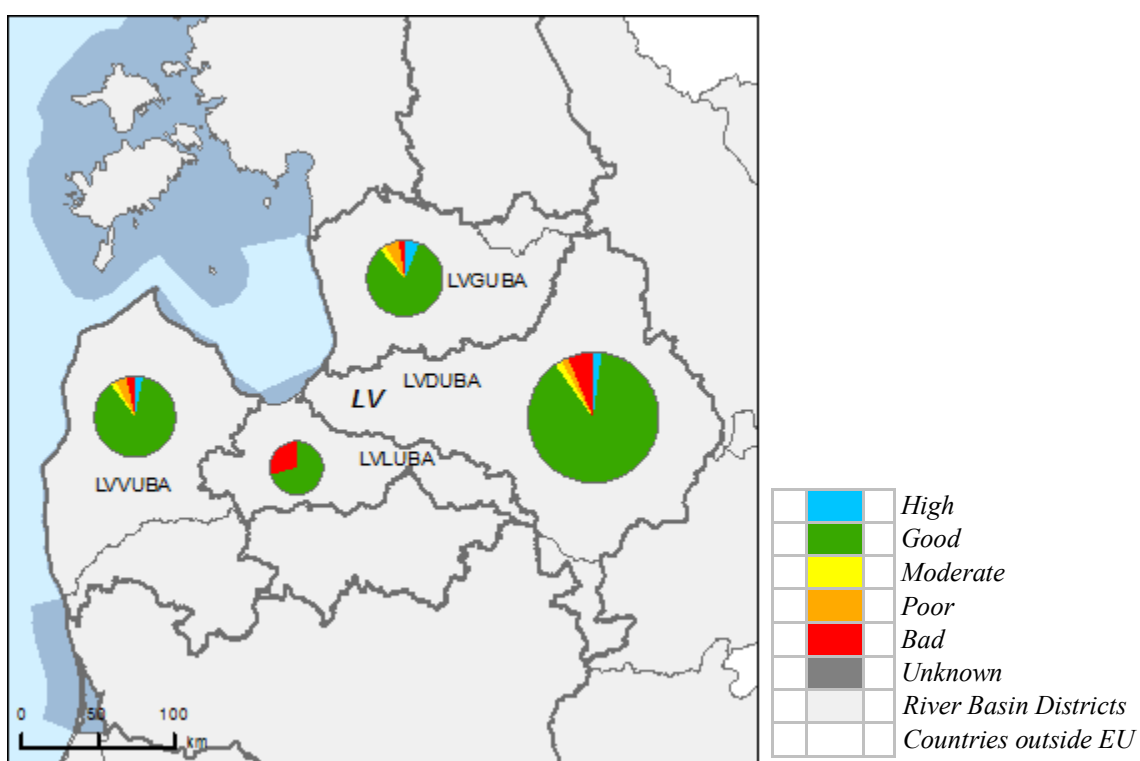 LVGUBA
LVDUBA
LV
LVLUBA
LVVUBA
0 50 100
km
High
Good
Moderate
Poor
Bad
Unknown
River Basin Districts
Countries outside EU